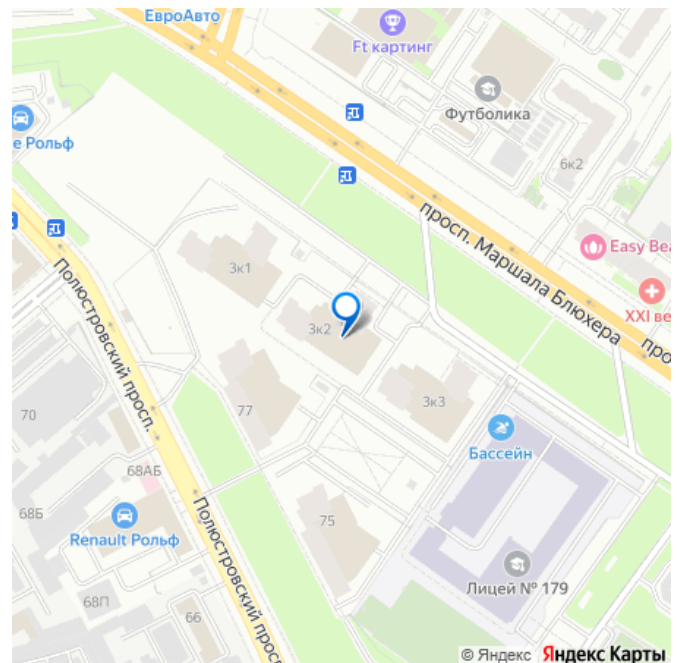 ЕвроАвто
Ft картинг
Футболика
е Рольф
6к2
просп. Маршала Блюхера
Easy Bea
XXI ве
про
3к1
3к2
Полюстровский просп.
3к3
77
70
Бассейн
68АБ
68Б
75
Renault Рольф
Полюстровский просп
Лицей № 179
68П
66
© Яндекс Яндекс Карты